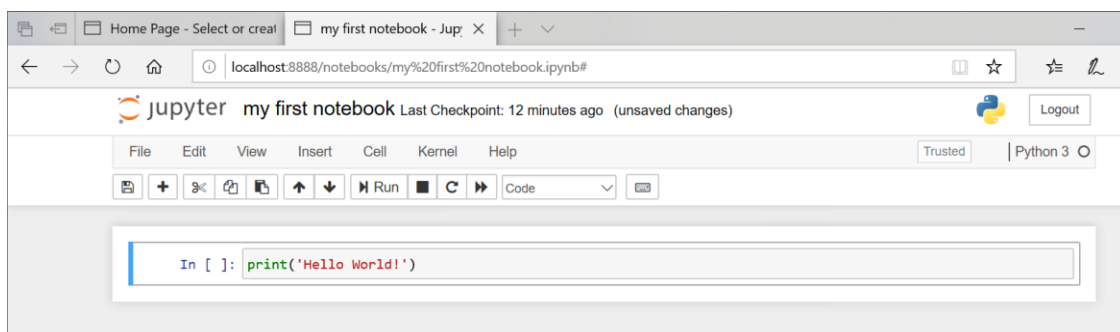 Home Page - Select or creat
my first notebook - Jup
localhost:8888/notebooks/my%20first%20notebook.ipynb#
jupyter my first notebook Last Checkpoint: 12 minutes ago (unsaved changes)
Logout
File Edit View Insert Cell Kernel Help
Trusted
Python 3
Run
Code
In [ ]: print('Hello World!')